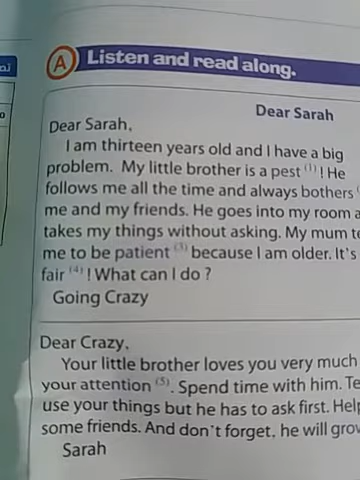 A Listen and read along.
Dear Sarah
Dear Sarah,
I am thirteen years old and I have a big
problem. My little brother is a pest (1) ! He
follows me all the time and always bothers
me and my friends. He goes into my room a
takes my things without asking. My mum te
me to be patient (3) because I am older. It's
fair (4) ! What can I do ?
Going Crazy
Dear Crazy,
Your little brother loves you very much
your attention (5). Spend time with him. Te
use your things but he has to ask first. Help
some friends. And don't forget, he will grow
Sarah